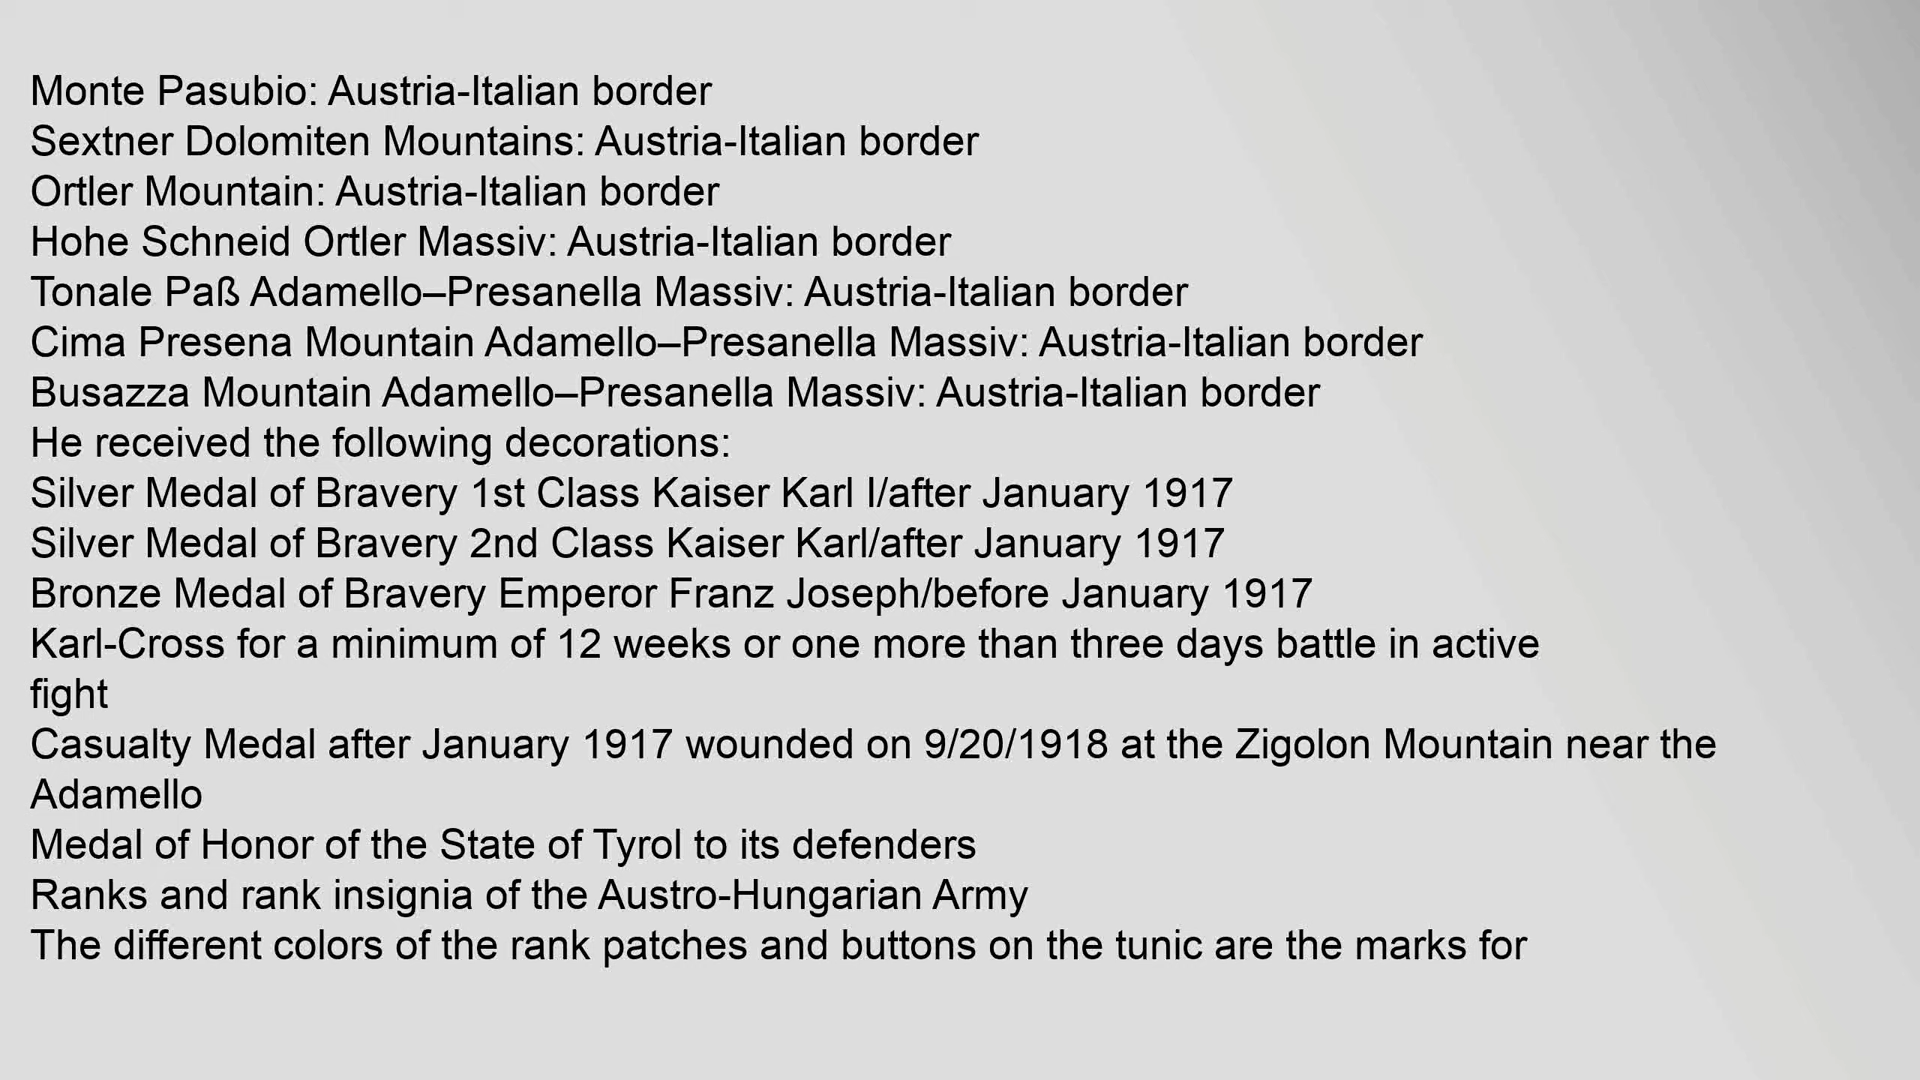 Monte Pasubio: Austria-Italian border
Sextner Dolomiten Mountains: Austria-Italian border
Ortler Mountain: Austria-Italian border
Hohe Schneid Ortler Massiv: Austria-Italian border
Tonale Paß Adamello–Presanella Massiv: Austria-Italian border
Cima Presena Mountain Adamello–Presanella Massiv: Austria-Italian border
Busazza Mountain Adamello–Presanella Massiv: Austria-Italian border
He received the following decorations:
Silver Medal of Bravery 1st Class Kaiser Karl I/after January 1917
Silver Medal of Bravery 2nd Class Kaiser Karl/after January 1917
Bronze Medal of Bravery Emperor Franz Joseph/before January 1917
Karl-Cross for a minimum of 12 weeks or one more than three days battle in active
fight
Casualty Medal after January 1917 wounded on 9/20/1918 at the Zigolon Mountain near the
Adamello
Medal of Honor of the State of Tyrol to its defenders
Ranks and rank insignia of the Austro-Hungarian Army
The different colors of the rank patches and buttons on the tunic are the marks for